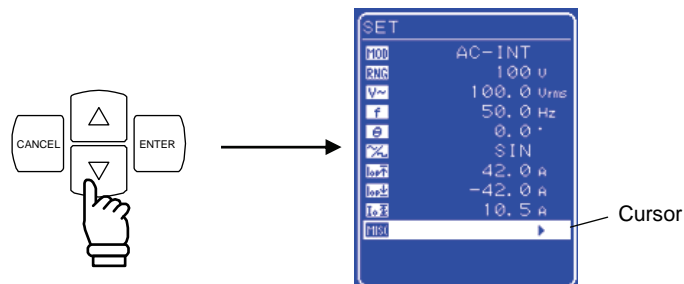 CANCEL
ENTER
SET
MOD AC-INT
RNG 100 V
V~ 100.0 Vrms
f 50.0 Hz
θ 0.0 °
SIN
42.0 A
-42.0 A
10.5 A
MISC
Cursor